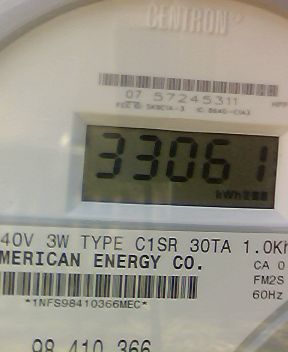 CENTRON
07 57245311
33061
kWh
40V 3W TYPE C1SR 30TA 1.0Kh
MERICAN ENERGY CO.
CA 0
FM2S
*1NFS98410366MEC*
60Hz
98 410 366